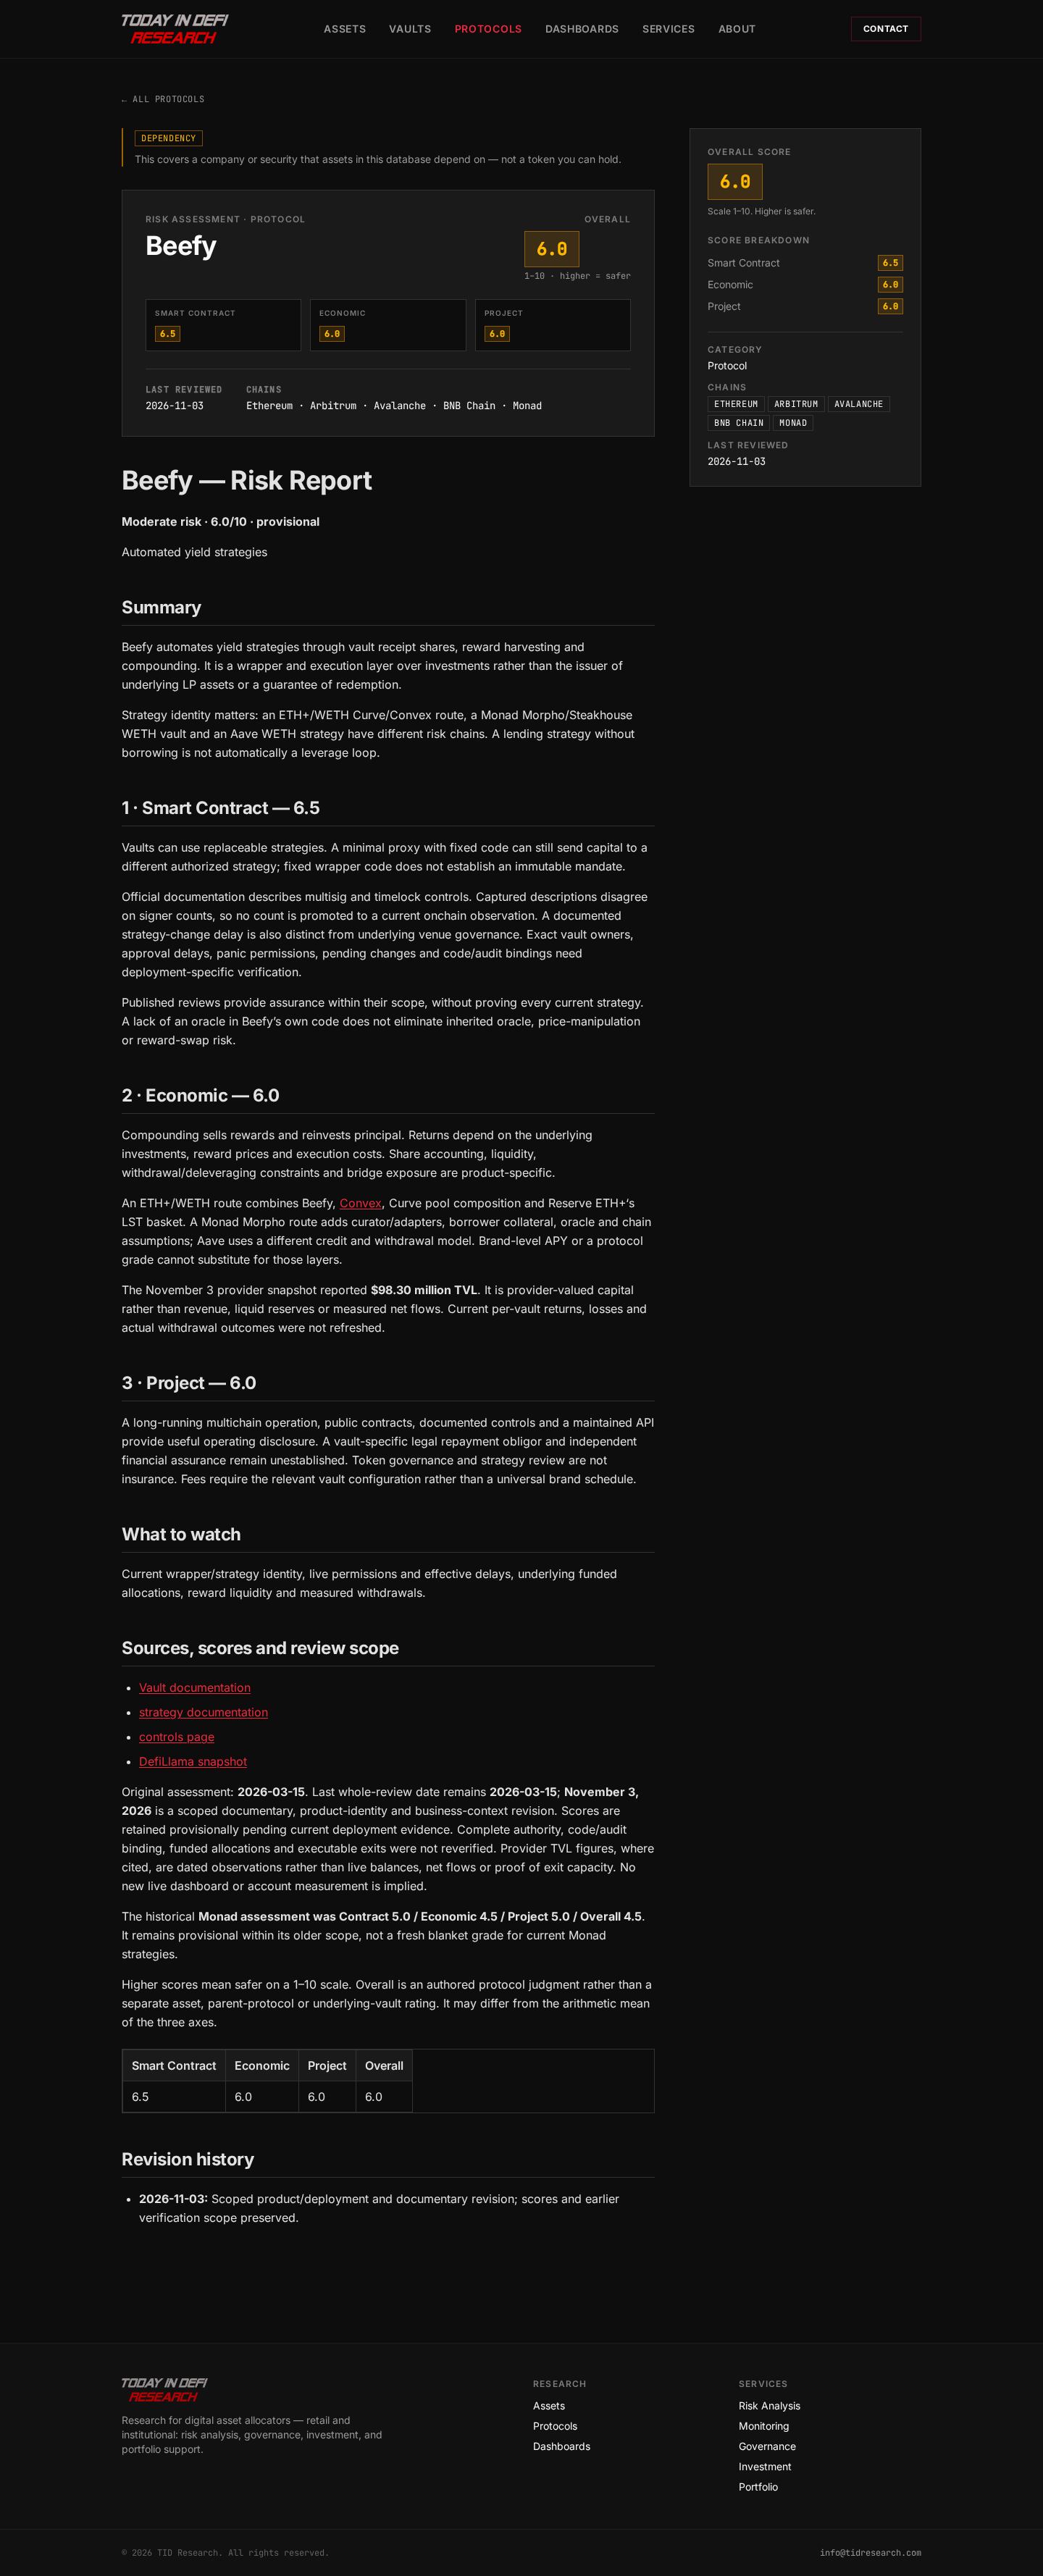 TODAY IN DEFI
RESEARCH
ASSETS VAULTS PROTOCOLS DASHBOARDS SERVICES ABOUT
CONTACT
← ALL PROTOCOLS
DEPENDENCY
This covers a company or security that assets in this database depend on — not a token you can hold.
RISK ASSESSMENT · PROTOCOL
Beefy
OVERALL
6.0
1–10 · higher = safer
SMART CONTRACT
6.5
ECONOMIC
6.0
PROJECT
6.0
LAST REVIEWED
2026-11-03
CHAINS
Ethereum · Arbitrum · Avalanche · BNB Chain · Monad
OVERALL SCORE
6.0
Scale 1–10. Higher is safer.
SCORE BREAKDOWN
Smart Contract 6.5
Economic 6.0
Project 6.0
CATEGORY
Protocol
CHAINS
ETHEREUM ARBITRUM AVALANCHE
BNB CHAIN MONAD
LAST REVIEWED
2026-11-03
Beefy — Risk Report
Moderate risk · 6.0/10 · provisional
Automated yield strategies
Summary
Beefy automates yield strategies through vault receipt shares, reward harvesting and
compounding. It is a wrapper and execution layer over investments rather than the issuer of
underlying LP assets or a guarantee of redemption.
Strategy identity matters: an ETH+/WETH Curve/Convex route, a Monad Morpho/Steakhouse
WETH vault and an Aave WETH strategy have different risk chains. A lending strategy without
borrowing is not automatically a leverage loop.
1 · Smart Contract — 6.5
Vaults can use replaceable strategies. A minimal proxy with fixed code can still send capital to a
different authorized strategy; fixed wrapper code does not establish an immutable mandate.
Official documentation describes multisig and timelock controls. Captured descriptions disagree
on signer counts, so no count is promoted to a current onchain observation. A documented
strategy-change delay is also distinct from underlying venue governance. Exact vault owners,
approval delays, panic permissions, pending changes and code/audit bindings need
deployment-specific verification.
Published reviews provide assurance within their scope, without proving every current strategy.
A lack of an oracle in Beefy’s own code does not eliminate inherited oracle, price-manipulation
or reward-swap risk.
2 · Economic — 6.0
Compounding sells rewards and reinvests principal. Returns depend on the underlying
investments, reward prices and execution costs. Share accounting, liquidity,
withdrawal/deleveraging constraints and bridge exposure are product-specific.
An ETH+/WETH route combines Beefy, Convex, Curve pool composition and Reserve ETH+’s
LST basket. A Monad Morpho route adds curator/adapters, borrower collateral, oracle and chain
assumptions; Aave uses a different credit and withdrawal model. Brand-level APY or a protocol
grade cannot substitute for those layers.
The November 3 provider snapshot reported $98.30 million TVL. It is provider-valued capital
rather than revenue, liquid reserves or measured net flows. Current per-vault returns, losses and
actual withdrawal outcomes were not refreshed.
3 · Project — 6.0
A long-running multichain operation, public contracts, documented controls and a maintained API
provide useful operating disclosure. A vault-specific legal repayment obligor and independent
financial assurance remain unestablished. Token governance and strategy review are not
insurance. Fees require the relevant vault configuration rather than a universal brand schedule.
What to watch
Current wrapper/strategy identity, live permissions and effective delays, underlying funded
allocations, reward liquidity and measured withdrawals.
Sources, scores and review scope
• Vault documentation
• strategy documentation
• controls page
• DefiLlama snapshot
Original assessment: 2026-03-15. Last whole-review date remains 2026-03-15; November 3,
2026 is a scoped documentary, product-identity and business-context revision. Scores are
retained provisionally pending current deployment evidence. Complete authority, code/audit
binding, funded allocations and executable exits were not reverified. Provider TVL figures, where
cited, are dated observations rather than live balances, net flows or proof of exit capacity. No
new live dashboard or account measurement is implied.
The historical Monad assessment was Contract 5.0 / Economic 4.5 / Project 5.0 / Overall 4.5.
It remains provisional within its older scope, not a fresh blanket grade for current Monad
strategies.
Higher scores mean safer on a 1–10 scale. Overall is an authored protocol judgment rather than a
separate asset, parent-protocol or underlying-vault rating. It may differ from the arithmetic mean
of the three axes.
Smart Contract Economic Project Overall
6.5 6.0 6.0 6.0
Revision history
• 2026-11-03: Scoped product/deployment and documentary revision; scores and earlier
verification scope preserved.
TODAY IN DEFI
RESEARCH
Research for digital asset allocators — retail and
institutional: risk analysis, governance, investment, and
portfolio support.
RESEARCH
Assets
Protocols
Dashboards
SERVICES
Risk Analysis
Monitoring
Governance
Investment
Portfolio
© 2026 TID Research. All rights reserved.
info@tidresearch.com